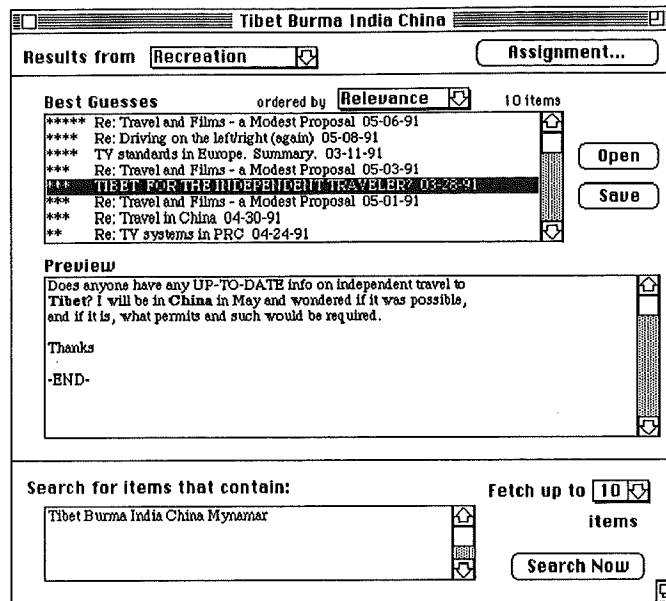 Tibet Burma India China
Results from Recreation
Assignment...
Best Guesses ordered by Relevance 10 items
***** Re: Travel and Films - a Modest Proposal 05-06-91
**** Re: Driving on the left/right (again) 05-08-91
**** TV standards in Europe. Summary. 03-11-91
*** Re: Travel and Films - a Modest Proposal 05-03-91
*** TIBET FOR THE INDEPENDENT TRAVELER? 03-28-91
*** Re: Travel and Films - a Modest Proposal 05-01-91
*** Re: Travel in China 04-30-91
** Re: TV systems in PRC 04-24-91
Open
Save
Preview
Does anyone have any UP-TO-DATE info on independent travel to
Tibet? I will be in China in May and wondered if it was possible,
and if it is, what permits and such would be required.
Thanks
-END-
Search for items that contain:
Tibet Burma India China Mynamar
Fetch up to 10
items
Search Now